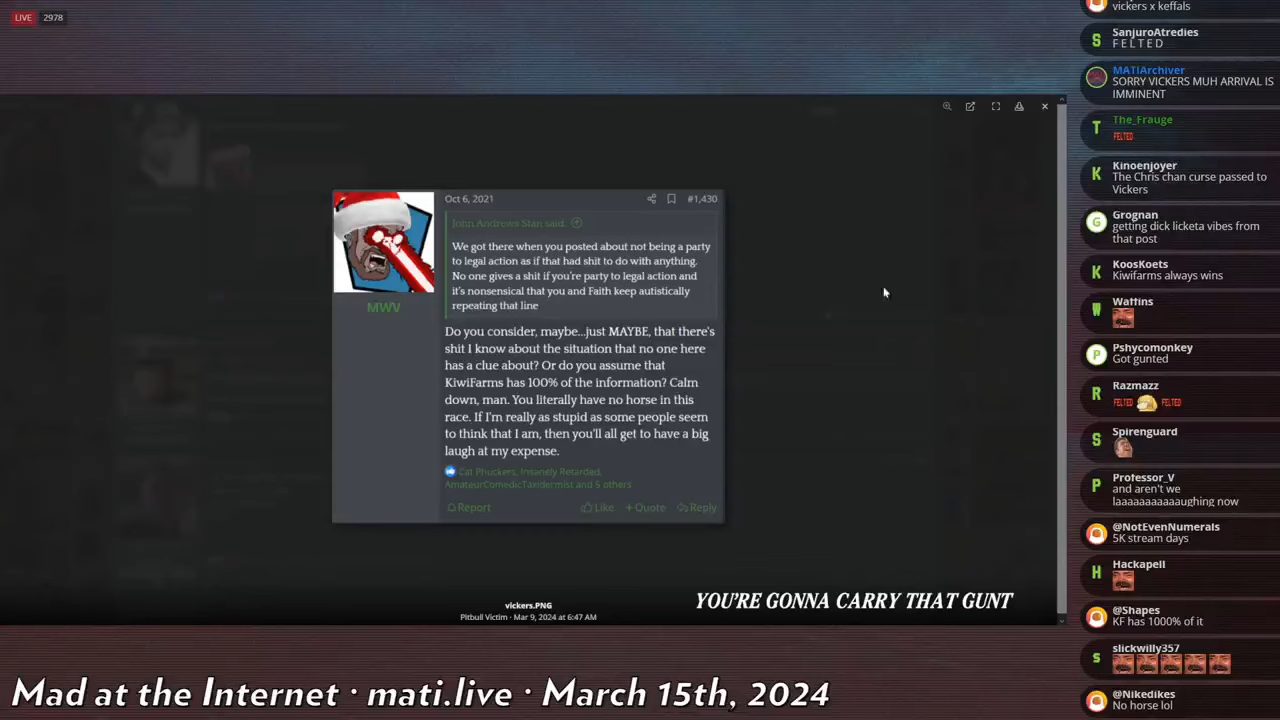 LIVE 2978
Oct 6, 2021
#1,430
John Andrews Stan said:
We got there when you posted about not being a party
to legal action as if that had shit to do with anything.
No one gives a shit if you're party to legal action and
it's nonsensical that you and Faith keep autistically
repeating that line
MWV
Do you consider, maybe...just MAYBE, that there's
shit I know about the situation that no one here
has a clue about? Or do you assume that
KiwiFarms has 100% of the information? Calm
down, man. You literally have no horse in this
race. If I'm really as stupid as some people seem
to think that I am, then you'll all get to have a big
laugh at my expense.
Cat Phuckers, Insanely Retarded,
AmateurComedicTaxidermist and 5 others
Report
Like
+ Quote
Reply
vickers.PNG
Pitbull Victim · Mar 9, 2024 at 6:47 AM
YOU'RE GONNA CARRY THAT GUNT
Mad at the Internet · mati.live · March 15th, 2024
vickers x keffals
S
SanjuroAtredies
F E L T E D
MATIArchiver
SORRY VICKERS MUH ARRIVAL IS
IMMINENT
T
The_Frauge
FELTED
K
Kinoenjoyer
The Chris chan curse passed to
Vickers
G
Grognan
getting dick licketa vibes from
that post
K
KoosKoets
Kiwifarms always wins
W
Waffins
P
Pshycomonkey
Got gunted
R
Razmazz
FELTED FELTED
S
Spirenguard
P
Professor_V
and aren't we
laaaaaaaaaaughing now
@NotEvenNumerals
5K stream days
H
Hackapell
@Shapes
KF has 1000% of it
s
slickwilly357
@Nikedikes
No horse lol